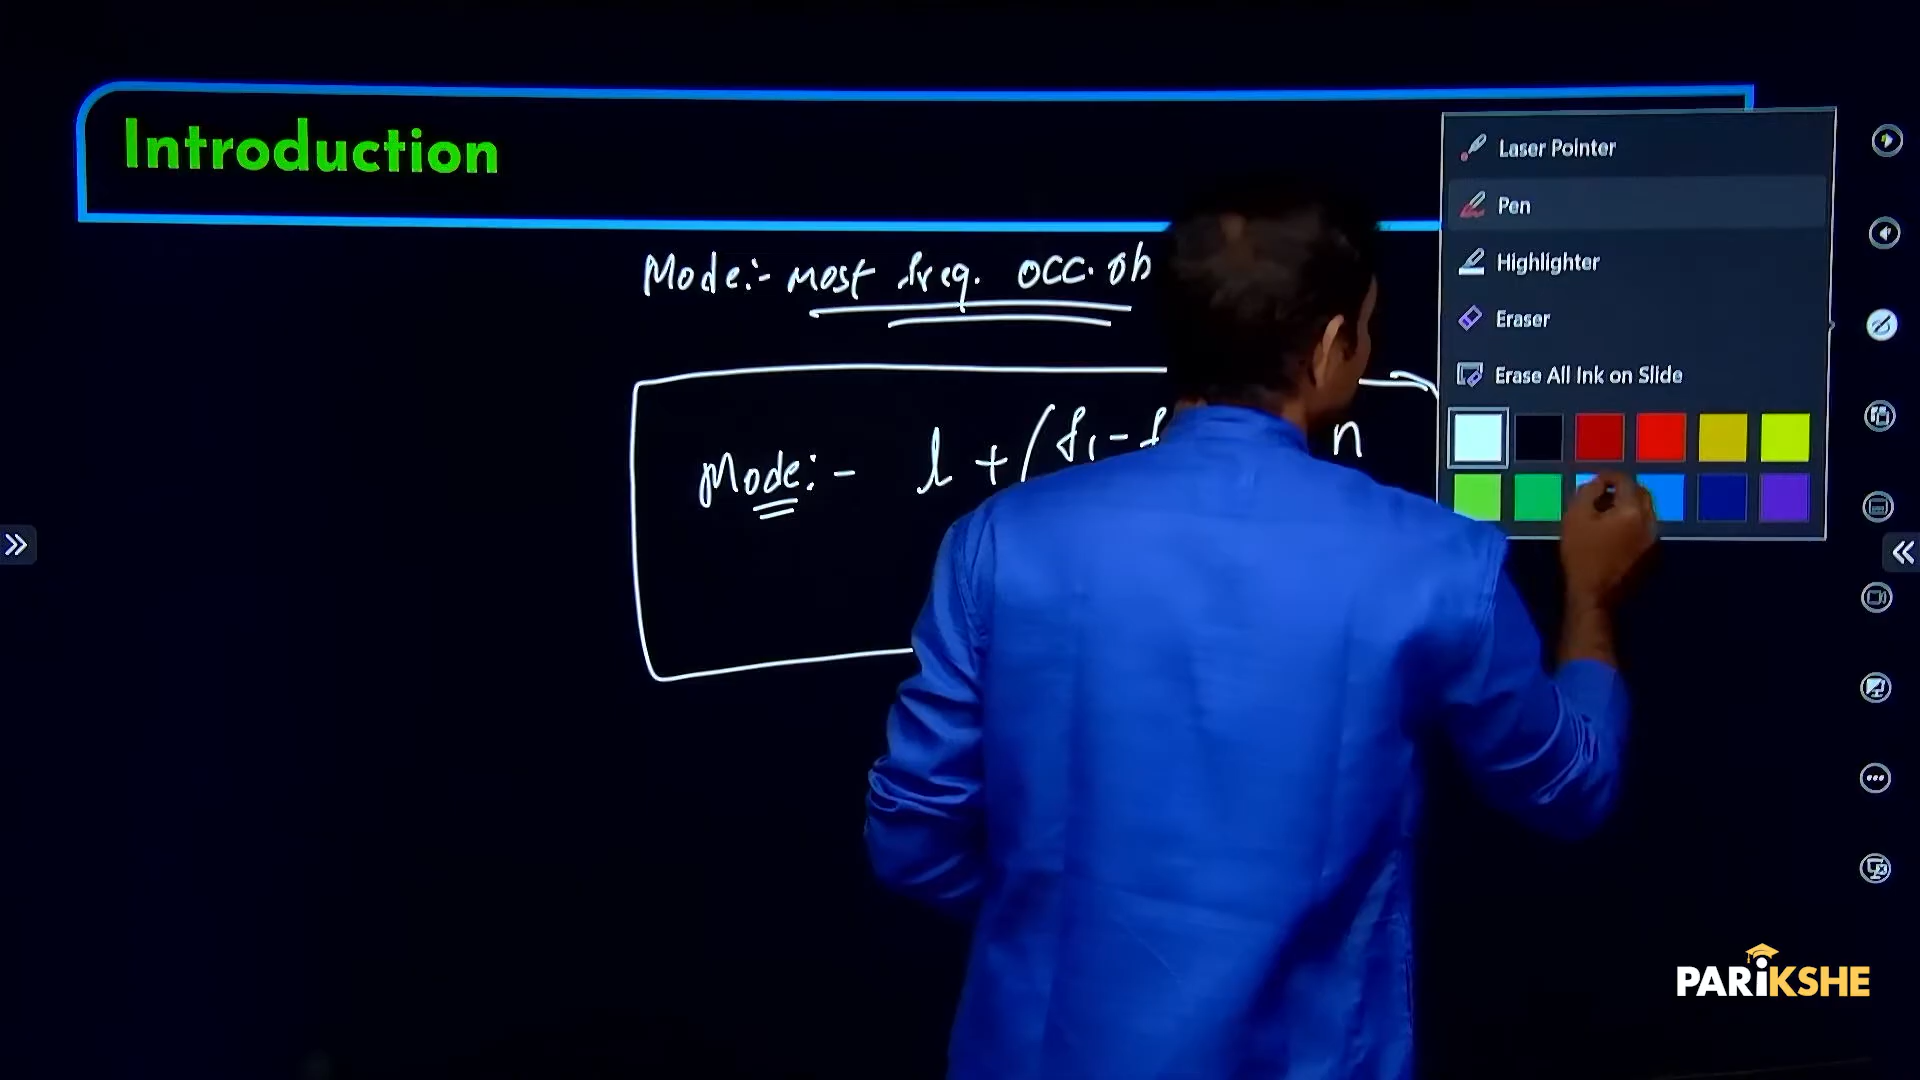 Introduction
Mode:- most freq. occ. ob
Mode:- l + (f1 - f
n
Laser Pointer
Pen
Highlighter
Eraser
Erase All Ink on Slide
PARiKSHE